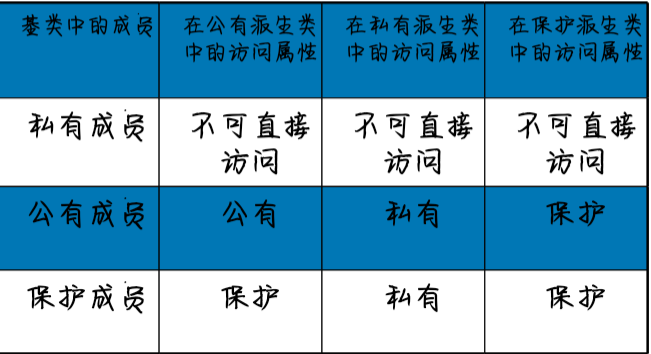 基类中的成员
在公有派生类
中的访问属性
在私有派生类
中的访问属性
在保护派生类
中的访问属性
私有成员
不可直接
访问
不可直接
访问
不可直接
访问
公有成员
公有
私有
保护
保护成员
保护
私有
保护